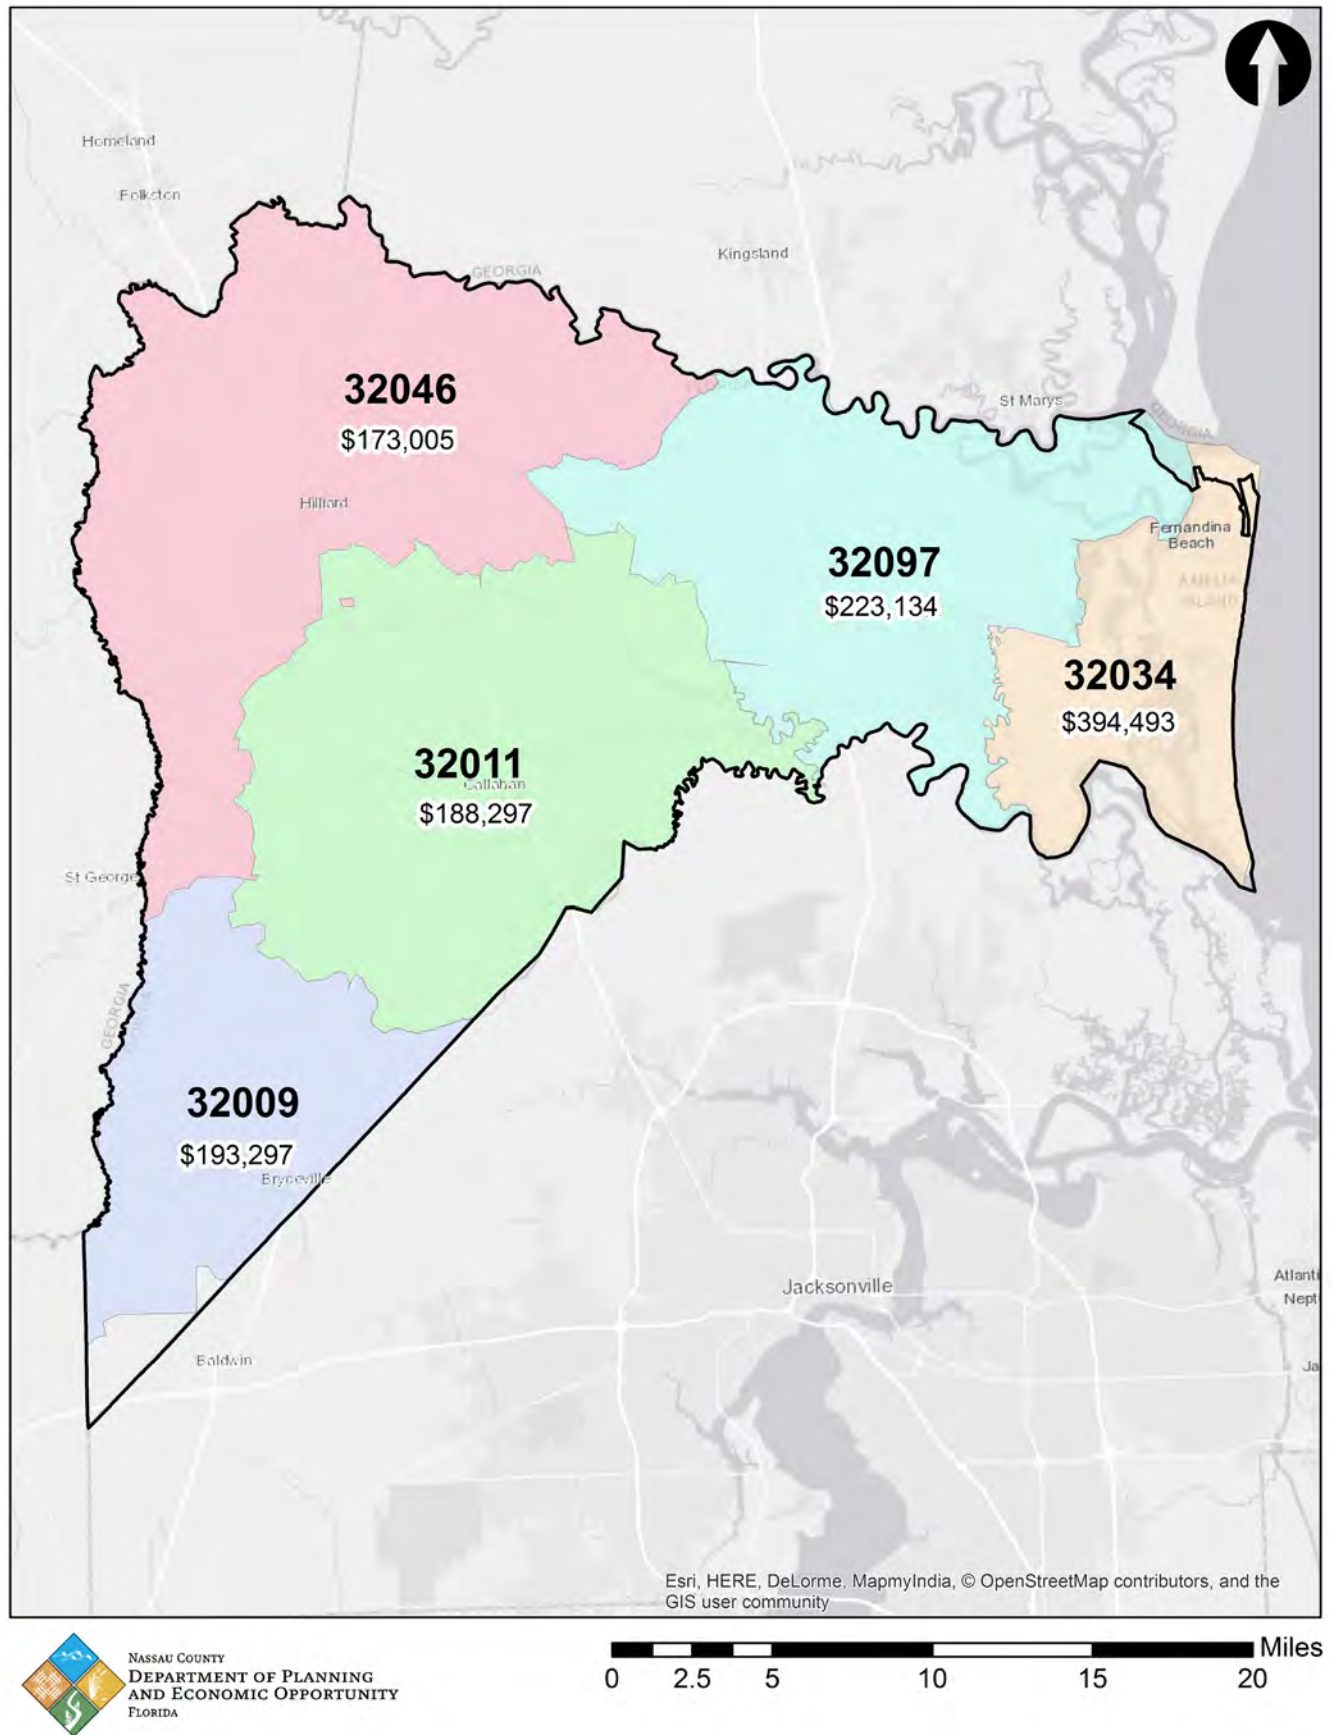 Homeland
Folkston
Kingsland
GEORGIA
32046
$173,005
St Marys
GEORGIA
Hilliard
Fernandina
Beach
32097
$223,134
AMELIA
ISLAND
32034
$394,493
32011
Callahan
$188,297
St George
GEORGIA
32009
$193,297
Bryceville
Jacksonville
Atlanti
Nept
Baldwin
Ja
Esri, HERE, DeLorme, MapmyIndia, © OpenStreetMap contributors, and the
GIS user community
NASSAU COUNTY
DEPARTMENT OF PLANNING
AND ECONOMIC OPPORTUNITY
FLORIDA
Miles
0 2.5 5 10 15 20